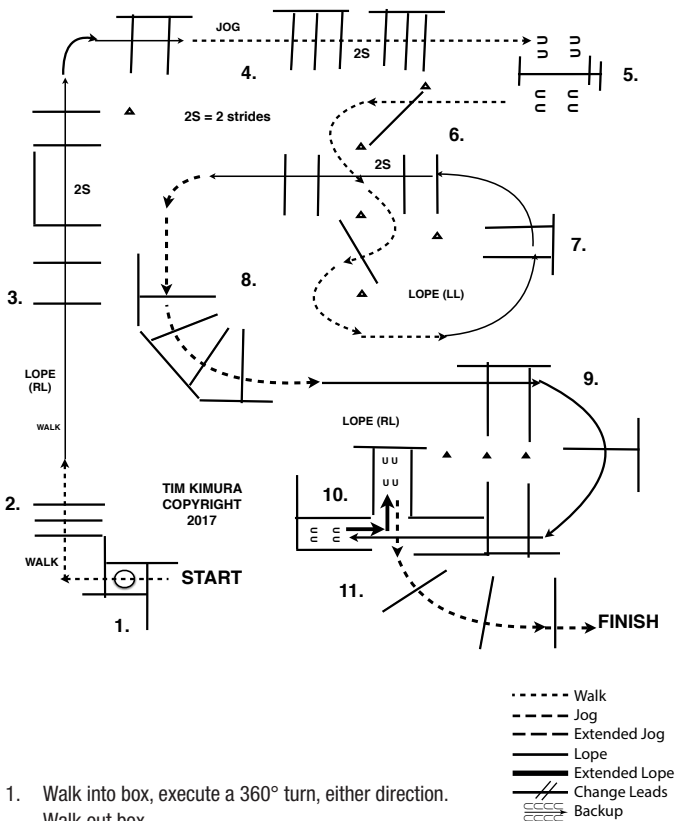 JOG
4.
2S
5.
2S = 2 strides
6.
2S
2S
7.
8.
3.
LOPE (LL)
LOPE
(RL)
9.
LOPE (RL)
WALK
TIM KIMURA
COPYRIGHT
2017
10.
2.
WALK
START
11.
FINISH
1.
Walk
Jog
Extended Jog
Lope
Extended Lope
Change Leads
Backup
1. Walk into box, execute a 360° turn, either direction.
Walk out box